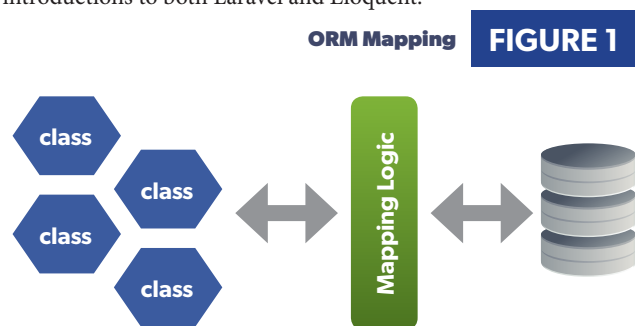 introductions to both Laravel and Eloquent.
ORM Mapping FIGURE 1
class
class
class
class
Mapping Logic